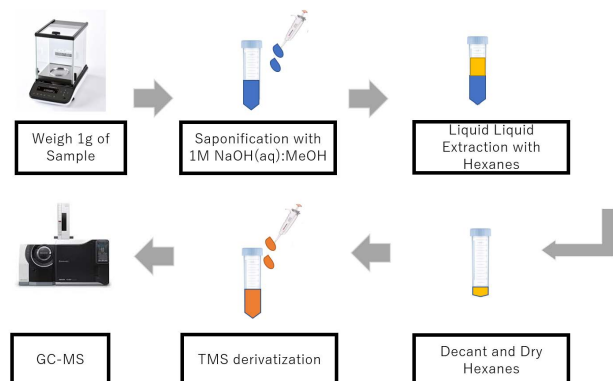 Weigh 1g of
Sample
Saponification with
1M NaOH(aq):MeOH
Liquid Liquid
Extraction with
Hexanes
GC-MS
TMS derivatization
Decant and Dry
Hexanes